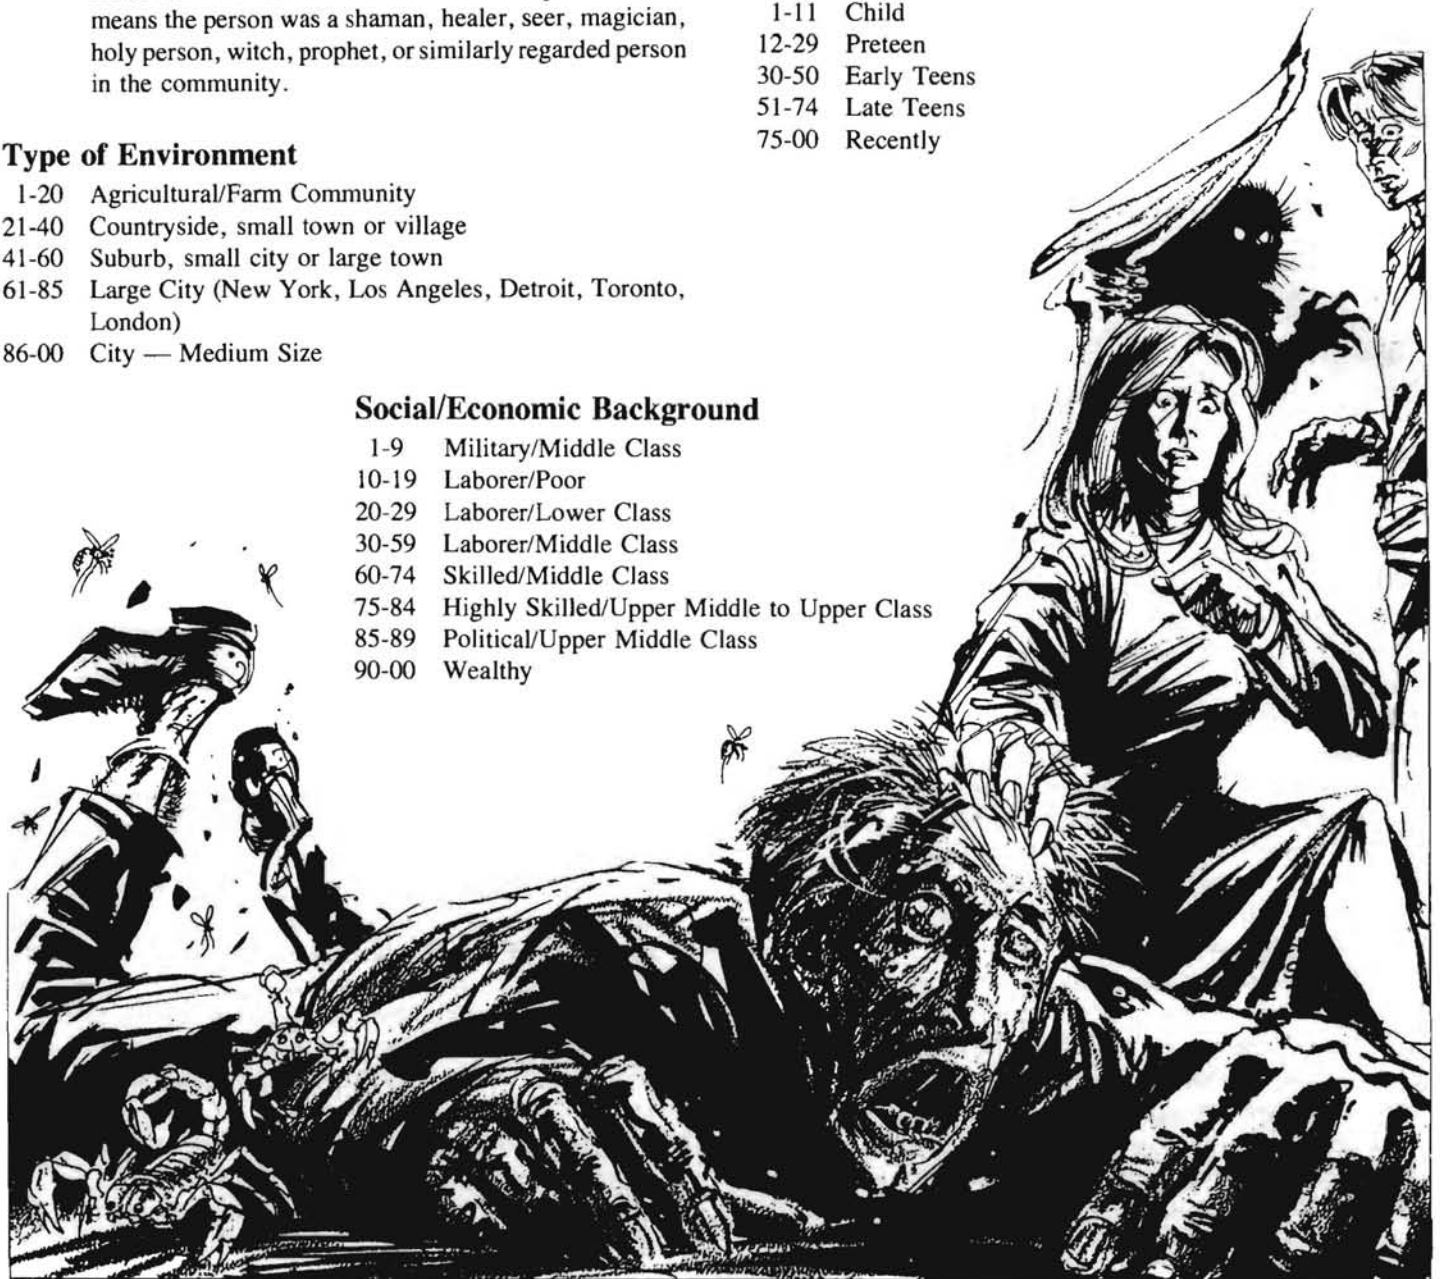 means the person was a shaman, healer, seer, magician,
holy person, witch, prophet, or similarly regarded person
in the community.
Type of Environment
1-20 Agricultural/Farm Community
21-40 Countryside, small town or village
41-60 Suburb, small city or large town
61-85 Large City (New York, Los Angeles, Detroit, Toronto,
London)
86-00 City — Medium Size
1-11 Child
12-29 Preteen
30-50 Early Teens
51-74 Late Teens
75-00 Recently
Social/Economic Background
1-9 Military/Middle Class
10-19 Laborer/Poor
20-29 Laborer/Lower Class
30-59 Laborer/Middle Class
60-74 Skilled/Middle Class
75-84 Highly Skilled/Upper Middle to Upper Class
85-89 Political/Upper Middle Class
90-00 Wealthy